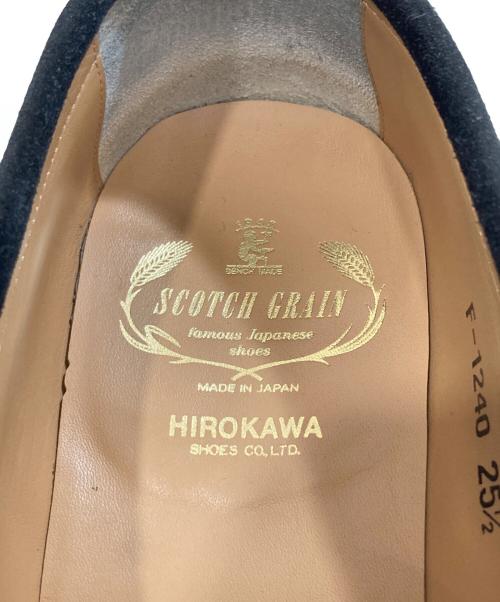 BENCH MADE
SCOTCH GRAIN
famous Japanese
shoes
MADE IN JAPAN
HIROKAWA
SHOES CO., LTD.
F-1240 25½